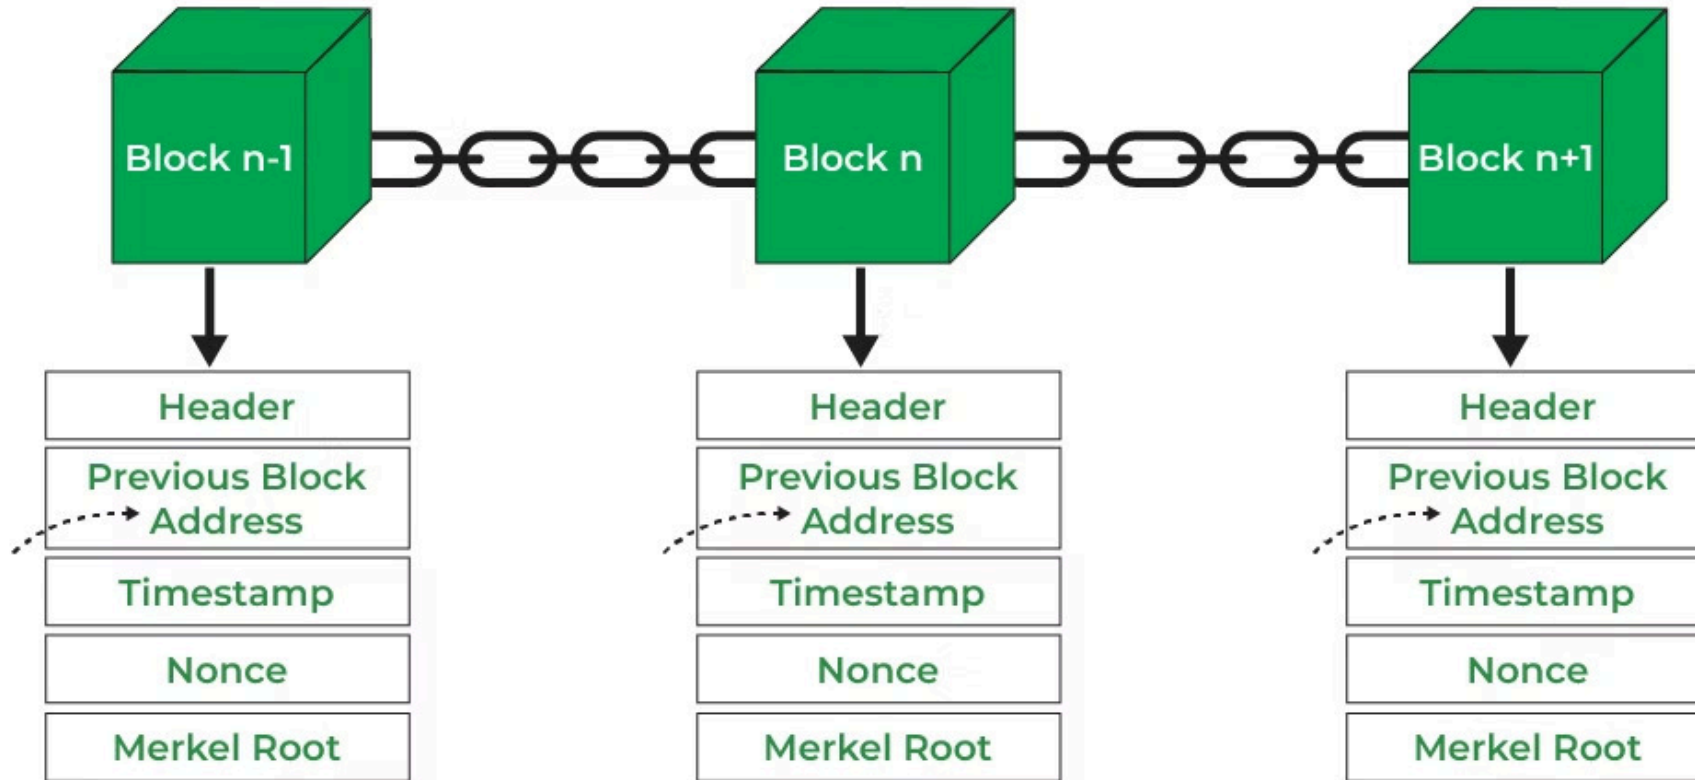 Block n-1
Block n
Block n+1
Header
Previous Block
Address
Timestamp
Nonce
Merkel Root
Header
Previous Block
Address
Timestamp
Nonce
Merkel Root
Header
Previous Block
Address
Timestamp
Nonce
Merkel Root